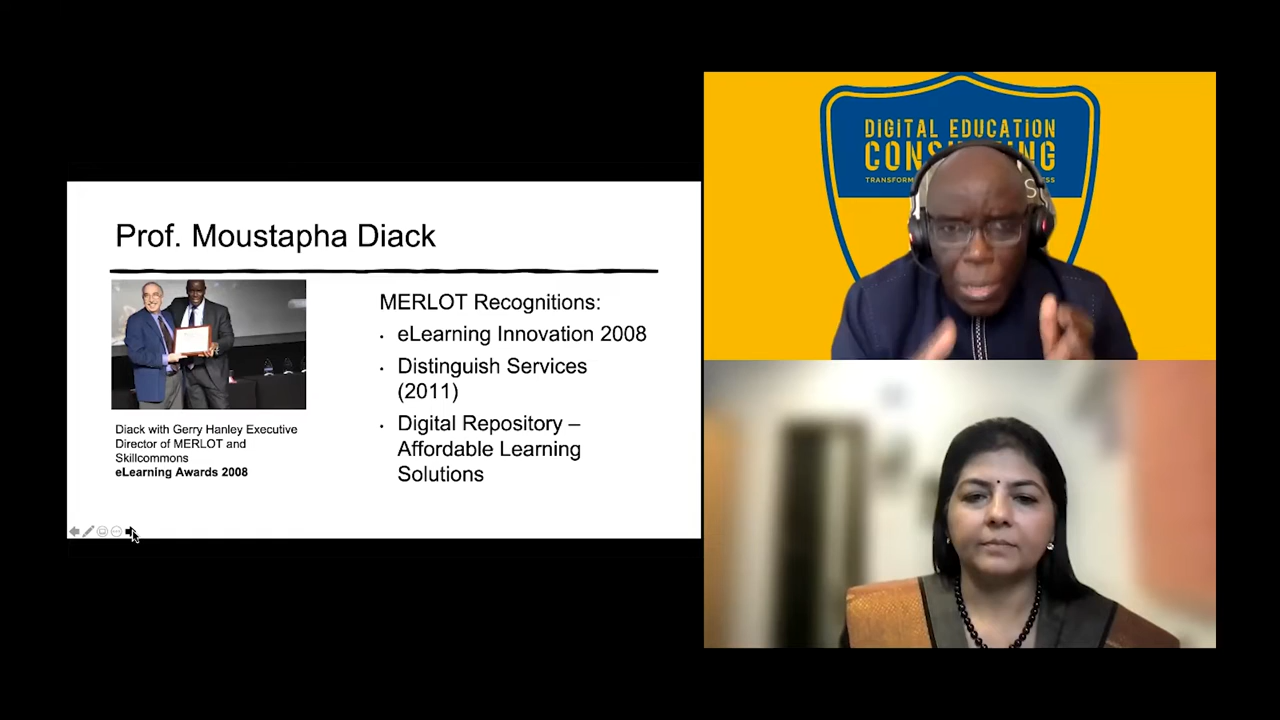 Prof. Moustapha Diack
MERLOT Recognitions:
• eLearning Innovation 2008
• Distinguish Services
(2011)
• Digital Repository –
Affordable Learning
Solutions
Diack with Gerry Hanley Executive
Director of MERLOT and
Skillcommons
eLearning Awards 2008
DIGITAL EDUCATION